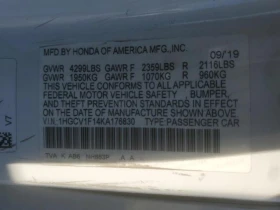 MFD. BY HONDA OF AMERICA MFG.,INC. 09/19
GVWR 4299LBS GAWR F 2359LBS R 2116LBS
GVWR 1950KG GAWR F 1070KG R 960KG
THIS VEHICLE CONFORMS TO ALL APPLICABLE
FEDERAL MOTOR VEHICLE SAFETY, BUMPER,
AND THEFT PREVENTION STANDARDS IN EFFECT
ON THE DATE OF MANUFACTURE SHOWN ABOVE.
V.I.N.:1HGCV1F14KA176830 TYPE:PASSENGER CAR
A A